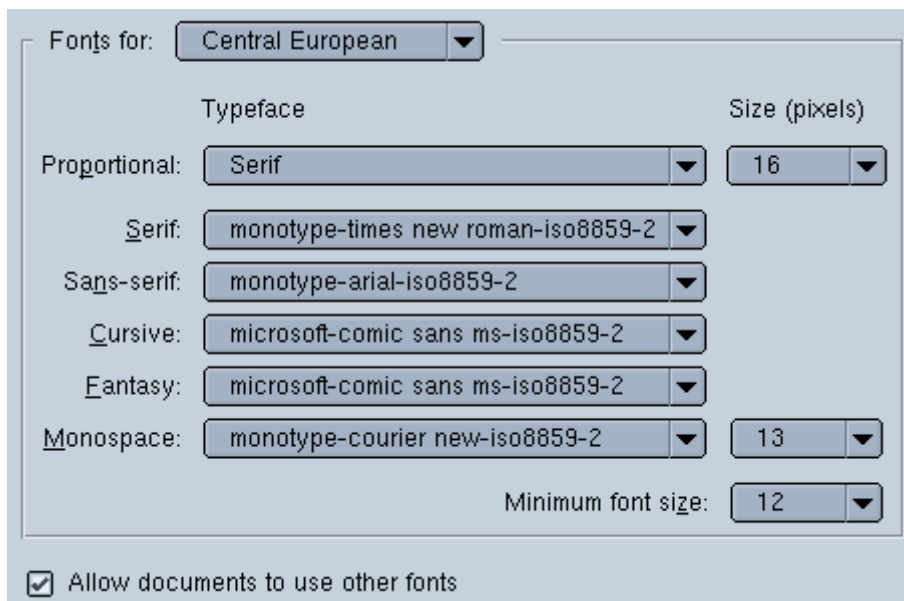 Fonts for: Central European
Typeface Size (pixels)
Proportional: Serif 16
Serif: monotype-times new roman-iso8859-2
Sans-serif: monotype-arial-iso8859-2
Cursive: microsoft-comic sans ms-iso8859-2
Fantasy: microsoft-comic sans ms-iso8859-2
Monospace: monotype-courier new-iso8859-2 13
Minimum font size: 12
Allow documents to use other fonts